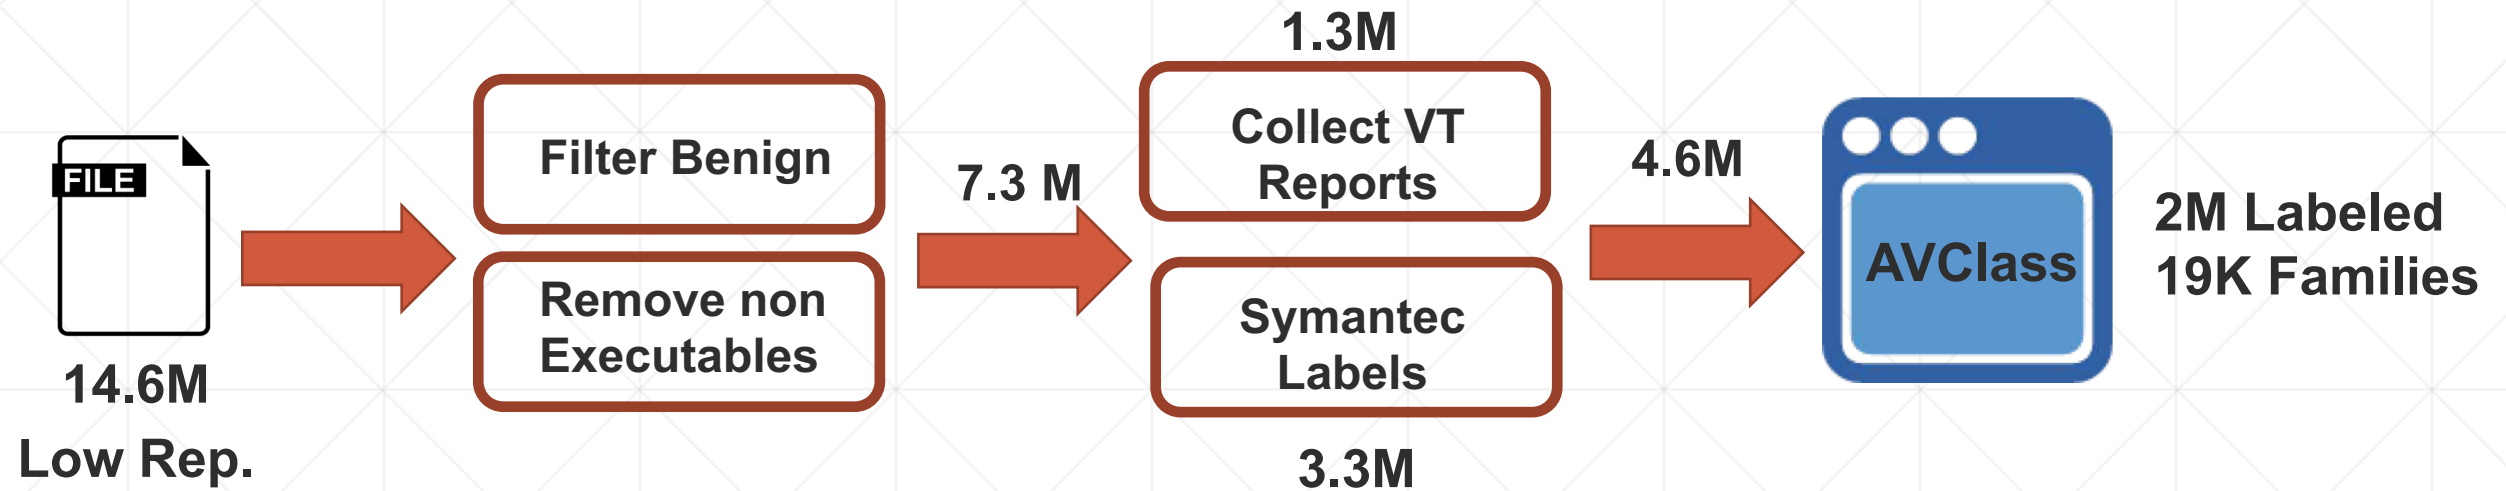 FILE
14.6M
Low Rep.
Filter Benign
Remove non
Executables
7.3 M
1.3M
Collect VT
Reports
Symantec
Labels
3.3M
4.6M
AVClass
2M Labeled
19K Families